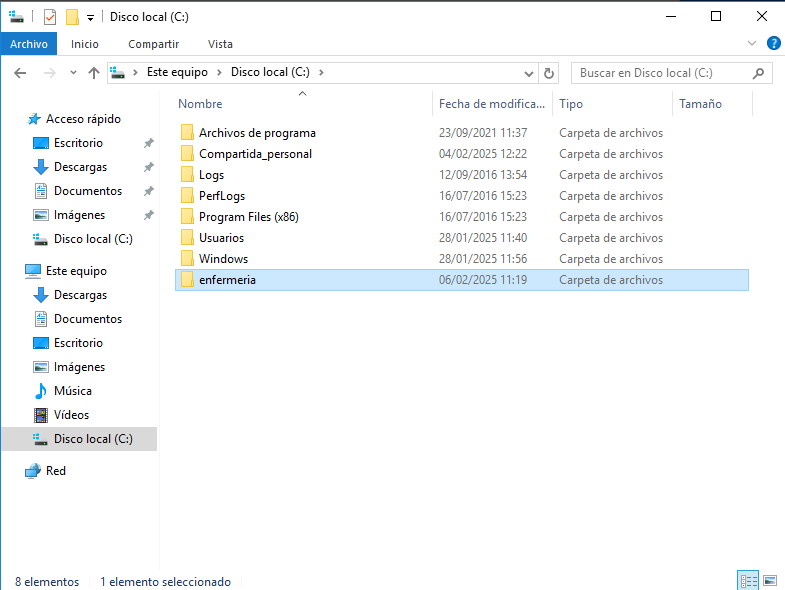 Disco local (C:)
Archivo Inicio Compartir Vista
Este equipo Disco local (C:) Buscar en Disco local (C:)
Acceso rápido
Escritorio
Descargas
Documentos
Imágenes
Disco local (C:)
Este equipo
Descargas
Documentos
Escritorio
Imágenes
Música
Vídeos
Disco local (C:)
Red
Nombre Fecha de modifica... Tipo Tamaño
Archivos de programa 23/09/2021 11:37 Carpeta de archivos
Compartida_personal 04/02/2025 12:22 Carpeta de archivos
Logs 12/09/2016 13:54 Carpeta de archivos
PerfLogs 16/07/2016 15:23 Carpeta de archivos
Program Files (x86) 16/07/2016 15:23 Carpeta de archivos
Usuarios 28/01/2025 11:40 Carpeta de archivos
Windows 28/01/2025 11:56 Carpeta de archivos
enfermeria 06/02/2025 11:19 Carpeta de archivos
8 elementos 1 elemento seleccionado